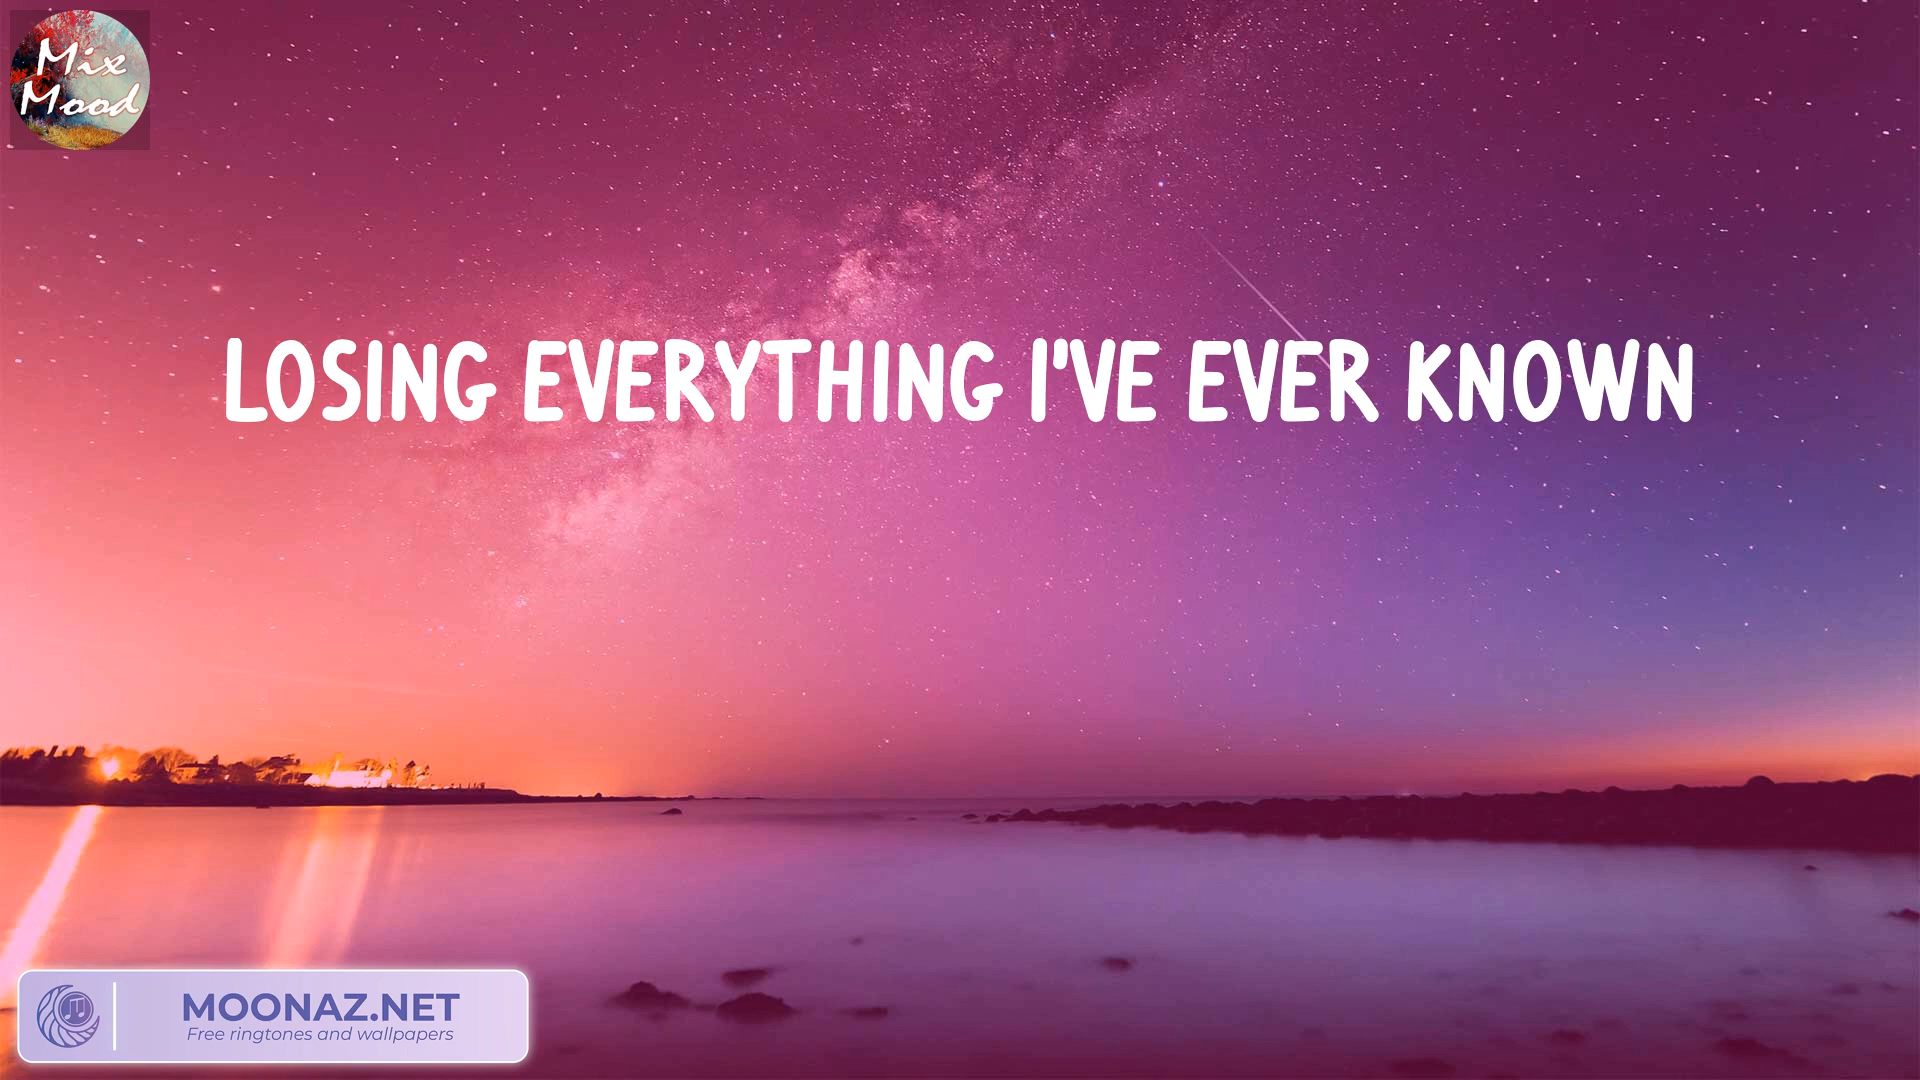 Mix
Mood
LOSING EVERYTHING I'VE EVER KNOWN
MOONAZ.NET
Free ringtones and wallpapers